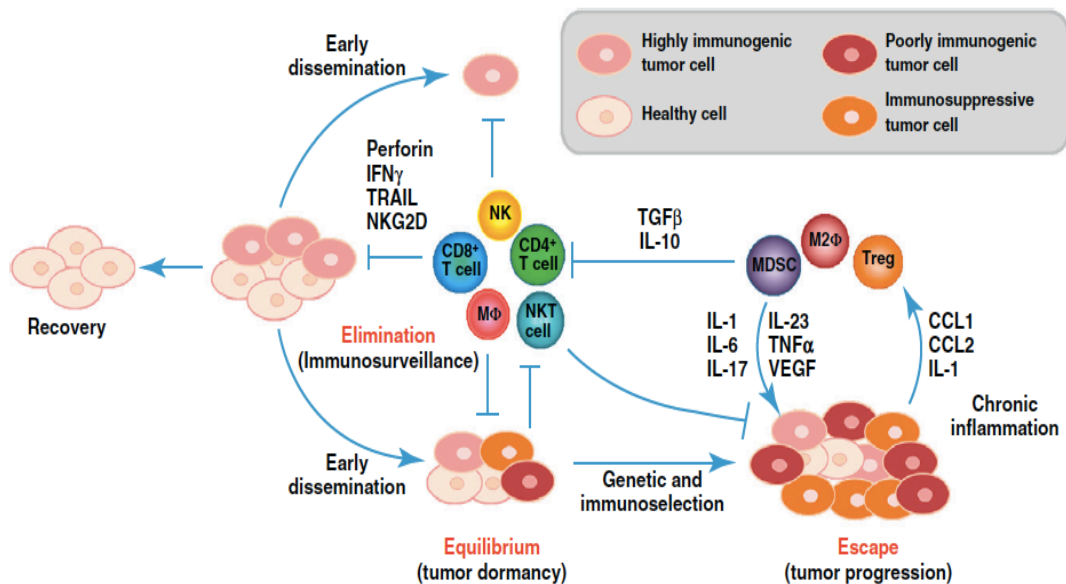 Early
dissemination
Highly immunogenic
tumor cell
Poorly immunogenic
tumor cell
Healthy cell
Immunosuppressive
tumor cell
Perforin
IFNγ
TRAIL
NKG2D
NK
CD8+
T cell
CD4+
T cell
MΦ
NKT
cell
TGFβ
IL-10
MDSC
M2Φ
Treg
Recovery
Elimination
(Immunosurveillance)
IL-1
IL-6
IL-17
IL-23
TNFα
VEGF
CCL1
CCL2
IL-1
Chronic
inflammation
Early
dissemination
Genetic and
immunoselection
Equilibrium
(tumor dormancy)
Escape
(tumor progression)